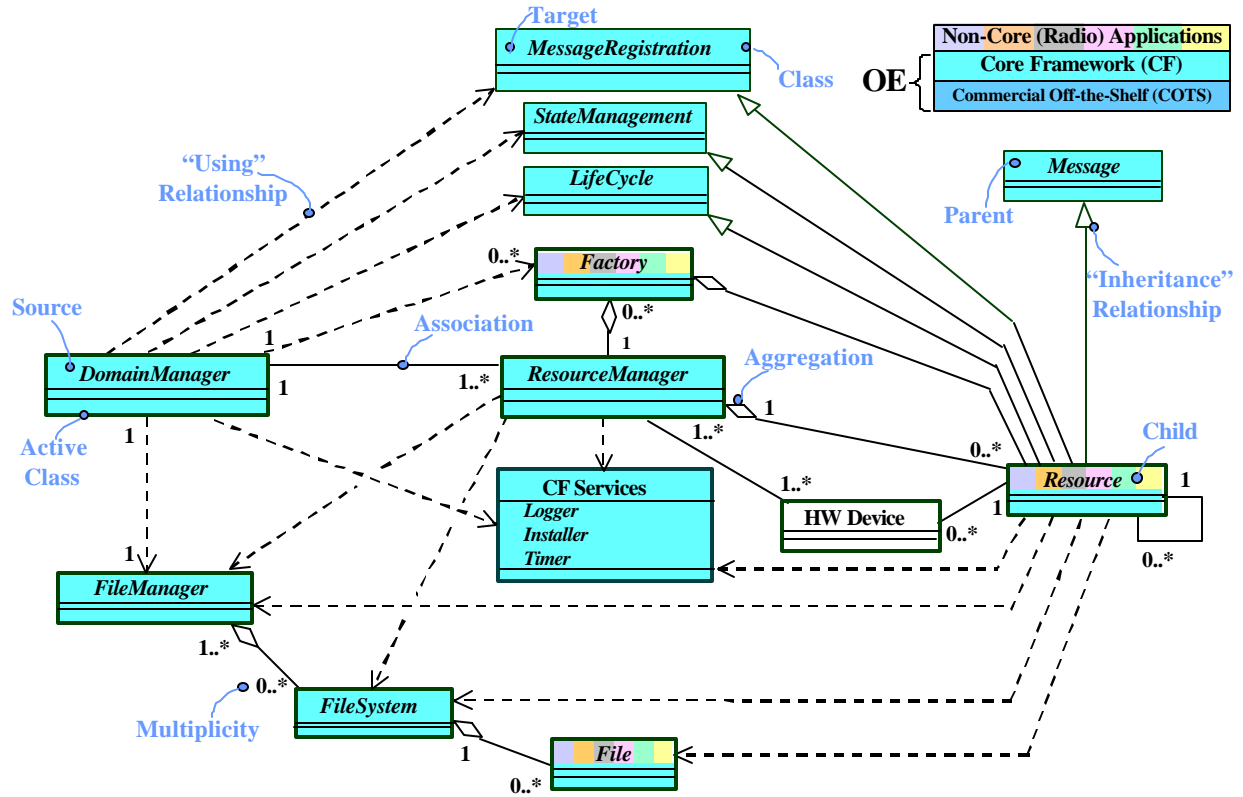 Target
MessageRegistration
Class
Non-Core (Radio) Applications
OE
Core Framework (CF)
Commercial Off-the-Shelf (COTS)
StateManagement
“Using”
Relationship
LifeCycle
Message
Parent
0..*
Factory
“Inheritance”
Relationship
Source
Association
0..*
1
1
DomainManager
1
1..*
ResourceManager
Aggregation
1
1..*
0..*
Active
Class
1
Child
Resource
1
1
0..*
CF Services
Logger
Installer
Timer
1..*
HW Device
0..*
1
FileManager
1..*
0..*
Multiplicity
FileSystem
1
0..*
File